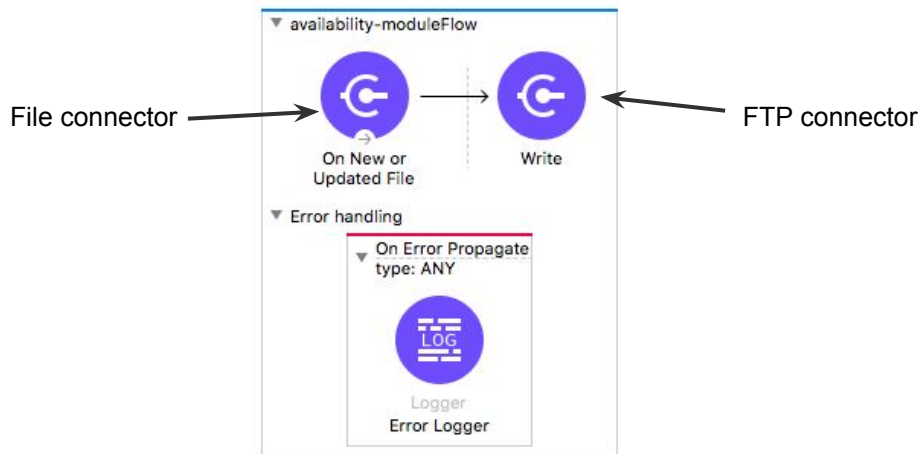 availability-moduleFlow
File connector
FTP connector
On New or
Updated File
Write
Error handling
On Error Propagate
type: ANY
LOG
Logger
Error Logger